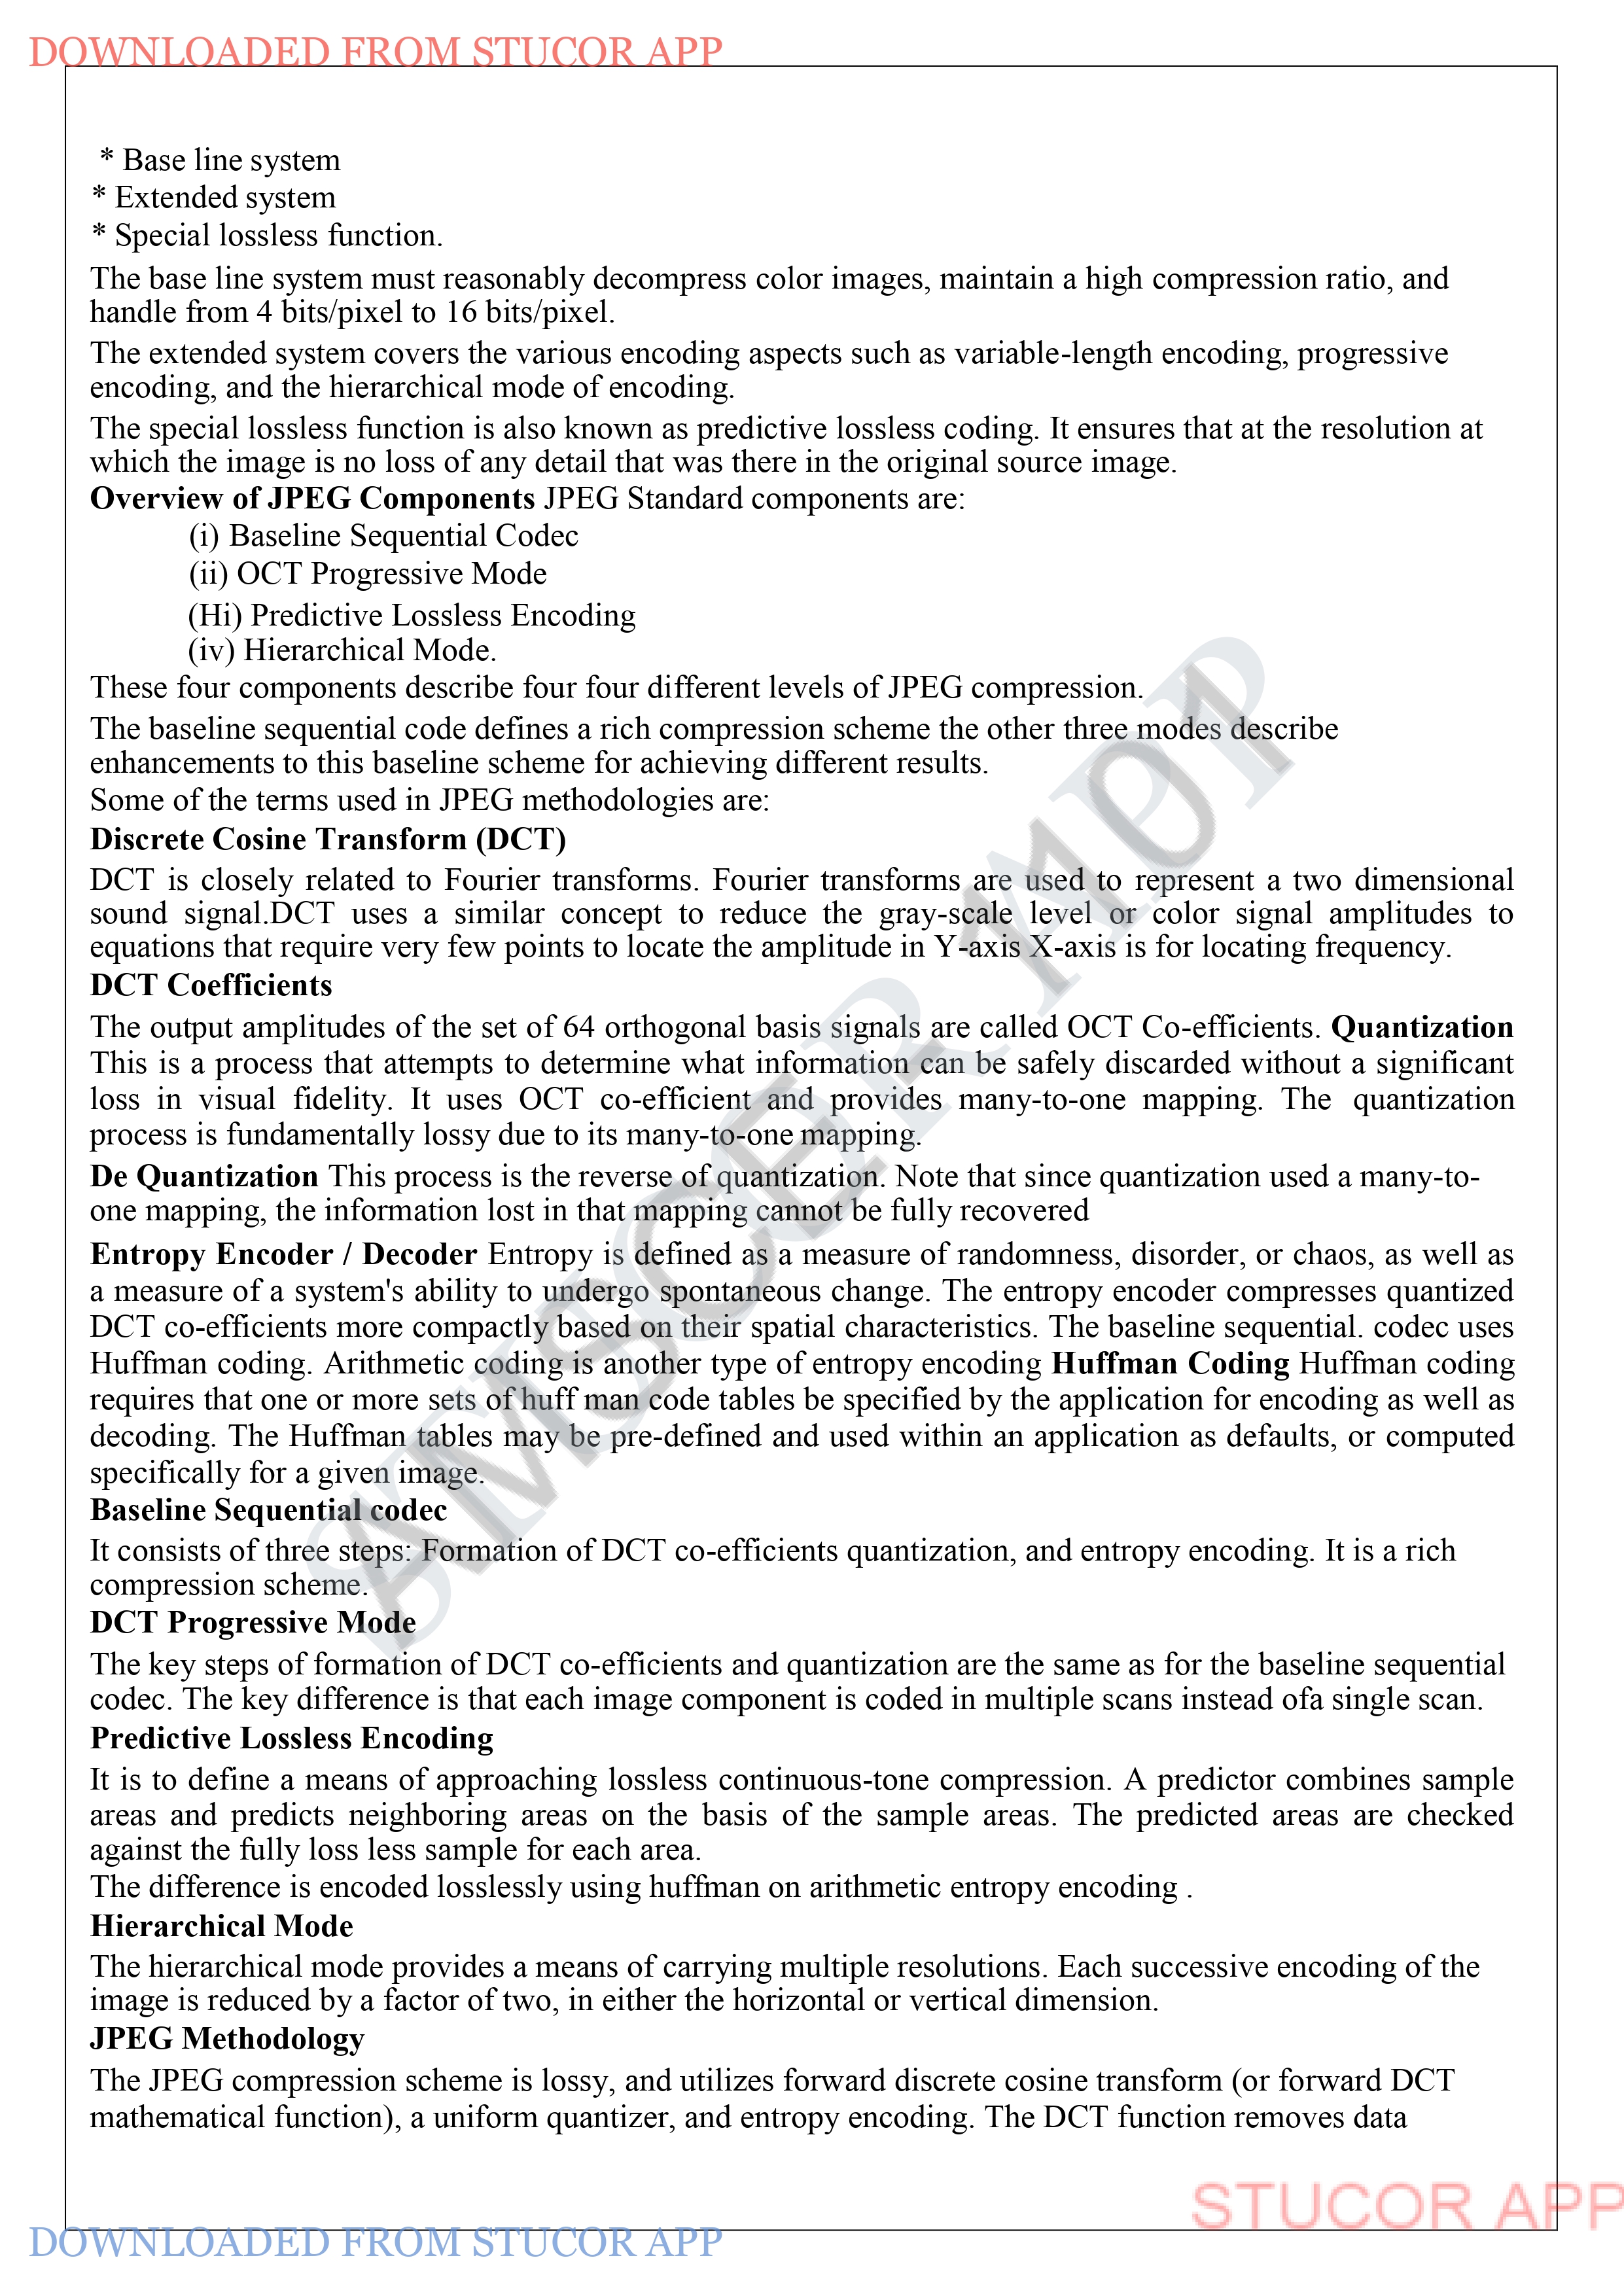 DOWNLOADED FROM STUCOR APP
* Base line system
* Extended system
* Special lossless function.
The base line system must reasonably decompress color images, maintain a high compression ratio, and
handle from 4 bits/pixel to 16 bits/pixel.
The extended system covers the various encoding aspects such as variable-length encoding, progressive
encoding, and the hierarchical mode of encoding.
The special lossless function is also known as predictive lossless coding. It ensures that at the resolution at
which the image is no loss of any detail that was there in the original source image.
Overview of JPEG Components JPEG Standard components are:
(i) Baseline Sequential Codec
(ii) OCT Progressive Mode
(Hi) Predictive Lossless Encoding
(iv) Hierarchical Mode.
These four components describe four four different levels of JPEG compression.
The baseline sequential code defines a rich compression scheme the other three modes describe
enhancements to this baseline scheme for achieving different results.
Some of the terms used in JPEG methodologies are:
Discrete Cosine Transform (DCT)
DCT is closely related to Fourier transforms. Fourier transforms are used to represent a two dimensional
sound signal.DCT uses a similar concept to reduce the gray-scale level or color signal amplitudes to
equations that require very few points to locate the amplitude in Y-axis X-axis is for locating frequency.
DCT Coefficients
The output amplitudes of the set of 64 orthogonal basis signals are called OCT Co-efficients. Quantization
This is a process that attempts to determine what information can be safely discarded without a significant
loss in visual fidelity. It uses OCT co-efficient and provides many-to-one mapping. The quantization
process is fundamentally lossy due to its many-to-one mapping.
De Quantization This process is the reverse of quantization. Note that since quantization used a many-to-
one mapping, the information lost in that mapping cannot be fully recovered
Entropy Encoder / Decoder Entropy is defined as a measure of randomness, disorder, or chaos, as well as
a measure of a system's ability to undergo spontaneous change. The entropy encoder compresses quantized
DCT co-efficients more compactly based on their spatial characteristics. The baseline sequential. codec uses
Huffman coding. Arithmetic coding is another type of entropy encoding Huffman Coding Huffman coding
requires that one or more sets of huff man code tables be specified by the application for encoding as well as
decoding. The Huffman tables may be pre-defined and used within an application as defaults, or computed
specifically for a given image.
Baseline Sequential codec
It consists of three steps: Formation of DCT co-efficients quantization, and entropy encoding. It is a rich
compression scheme.
DCT Progressive Mode
The key steps of formation of DCT co-efficients and quantization are the same as for the baseline sequential
codec. The key difference is that each image component is coded in multiple scans instead ofa single scan.
Predictive Lossless Encoding
It is to define a means of approaching lossless continuous-tone compression. A predictor combines sample
areas and predicts neighboring areas on the basis of the sample areas. The predicted areas are checked
against the fully loss less sample for each area.
The difference is encoded losslessly using huffman on arithmetic entropy encoding .
Hierarchical Mode
The hierarchical mode provides a means of carrying multiple resolutions. Each successive encoding of the
image is reduced by a factor of two, in either the horizontal or vertical dimension.
JPEG Methodology
The JPEG compression scheme is lossy, and utilizes forward discrete cosine transform (or forward DCT
mathematical function), a uniform quantizer, and entropy encoding. The DCT function removes data
AMSCE-1101
STUCOR APP
STUCOR APP
DOWNLOADED FROM STUCOR APP